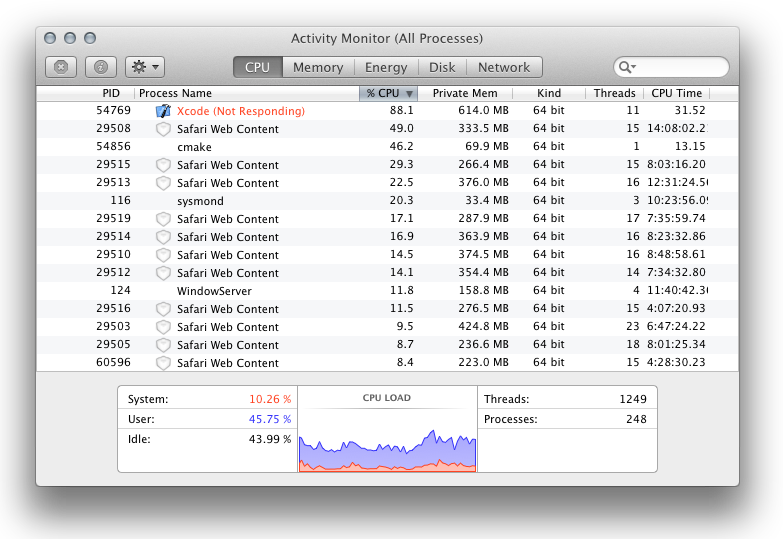 Activity Monitor (All Processes)
CPU Memory Energy Disk Network
PID Process Name % CPU Private Mem Kind Threads CPU Time
54769 Xcode (Not Responding) 88.1 614.0 MB 64 bit 11 31.52
29508 Safari Web Content 49.0 333.5 MB 64 bit 15 14:08:02.2
54856 cmake 46.2 69.9 MB 64 bit 1 13.15
29515 Safari Web Content 29.3 266.4 MB 64 bit 15 8:03:16.20
29513 Safari Web Content 22.5 376.0 MB 64 bit 16 12:31:24.5
116 sysmond 20.3 33.4 MB 64 bit 3 10:23:56.0
29519 Safari Web Content 17.1 287.9 MB 64 bit 17 7:35:59.74
29514 Safari Web Content 16.9 363.9 MB 64 bit 16 8:23:32.86
29510 Safari Web Content 14.5 374.5 MB 64 bit 16 8:48:58.61
29512 Safari Web Content 14.1 354.4 MB 64 bit 14 7:34:32.80
124 WindowServer 11.8 158.8 MB 64 bit 4 11:40:42.3
29516 Safari Web Content 11.5 276.5 MB 64 bit 15 4:07:20.93
29503 Safari Web Content 9.5 424.8 MB 64 bit 23 6:47:24.22
29505 Safari Web Content 8.7 236.6 MB 64 bit 18 8:01:25.34
60596 Safari Web Content 8.4 223.0 MB 64 bit 15 4:28:30.23
System: 10.26 % CPU LOAD Threads: 1249
User: 45.75 % Processes: 248
Idle: 43.99 %